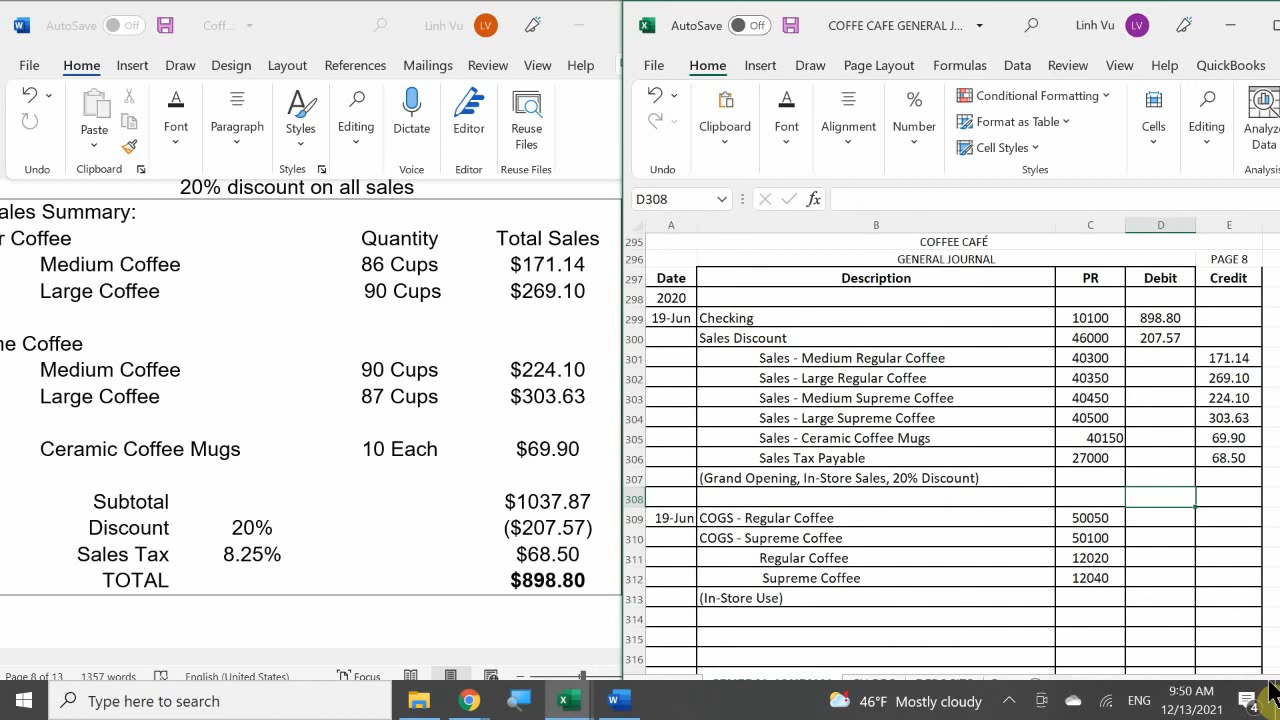 AutoSave Off Coff... Linh Vu LV
File Home Insert Draw Design Layout References Mailings Review View Help
Paste Font Paragraph Styles Editing Dictate Editor Reuse Files
Undo Clipboard Styles Voice Editor Reuse Files
20% discount on all sales
ales Summary:
r Coffee Quantity Total Sales
Medium Coffee 86 Cups $171.14
Large Coffee 90 Cups $269.10
ne Coffee
Medium Coffee 90 Cups $224.10
Large Coffee 87 Cups $303.63
Ceramic Coffee Mugs 10 Each $69.90
Subtotal $1037.87
Discount 20% ($207.57)
Sales Tax 8.25% $68.50
TOTAL $898.80
Page 8 of 13 1357 words English (United States) Focus
AutoSave Off COFFE CAFE GENERAL J... Linh Vu LV
File Home Insert Draw Page Layout Formulas Data Review View Help QuickBooks
Clipboard Font Alignment Number Conditional Formatting Format as Table Cell Styles Cells Editing Analyze Data
Undo Styles Analysis
D308 fx
A B C D E
295 COFFEE CAFÉ
296 GENERAL JOURNAL PAGE 8
297 Date Description PR Debit Credit
298 2020
299 19-Jun Checking 10100 898.80
300 Sales Discount 46000 207.57
301 Sales - Medium Regular Coffee 40300 171.14
302 Sales - Large Regular Coffee 40350 269.10
303 Sales - Medium Supreme Coffee 40450 224.10
304 Sales - Large Supreme Coffee 40500 303.63
305 Sales - Ceramic Coffee Mugs 40150 69.90
306 Sales Tax Payable 27000 68.50
307 (Grand Opening, In-Store Sales, 20% Discount)
308
309 19-Jun COGS - Regular Coffee 50050
310 COGS - Supreme Coffee 50100
311 Regular Coffee 12020
312 Supreme Coffee 12040
313 (In-Store Use)
314
315
316
Type here to search 46°F Mostly cloudy ENG 9:50 AM 4
12/13/2021